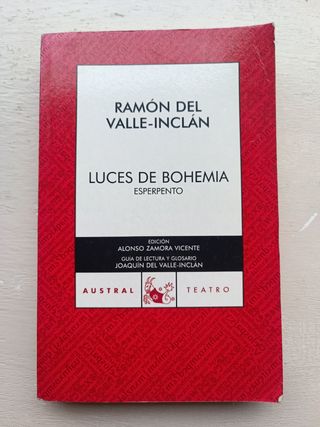 RAMÓN DEL
VALLE-INCLÁN
LUCES DE BOHEMIA
ESPERPENTO
EDICIÓN
ALONSO ZAMORA VICENTE
GUÍA DE LECTURA Y GLOSARIO
JOAQUÍN DEL VALLE-INCLÁN
AUSTRAL TEATRO